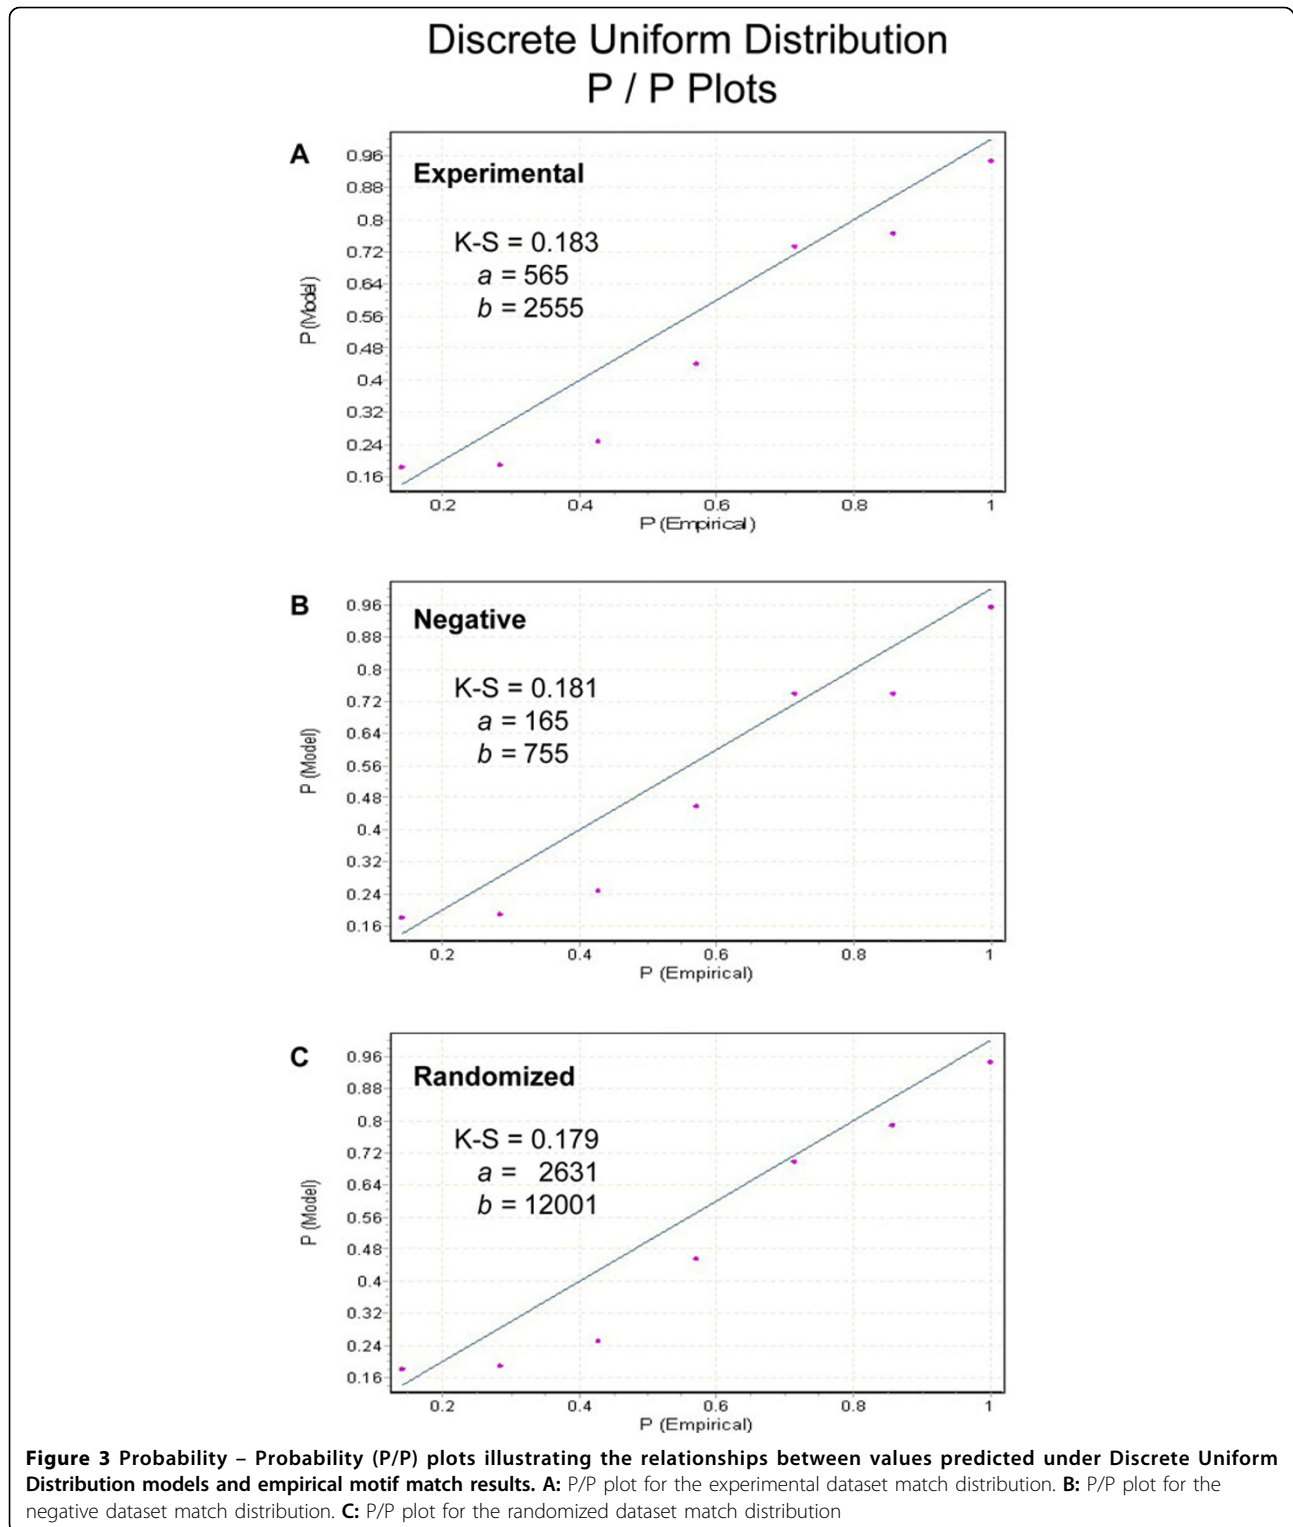 Discrete Uniform Distribution
P / P Plots
A
Experimental
K-S = 0.183
a = 565
b = 2555
P (Model)
0.96
0.88
0.8
0.72
0.64
0.56
0.48
0.4
0.32
0.24
0.16
0.2 0.4 0.6 0.8 1
P (Empirical)
B
Negative
K-S = 0.181
a = 165
b = 755
P (Model)
0.96
0.88
0.8
0.72
0.64
0.56
0.48
0.4
0.32
0.24
0.16
0.2 0.4 0.6 0.8 1
P (Empirical)
C
Randomized
K-S = 0.179
a = 2631
b = 12001
P (Model)
0.96
0.88
0.8
0.72
0.64
0.56
0.48
0.4
0.32
0.24
0.16
0.2 0.4 0.6 0.8 1
P (Empirical)
Figure 3 Probability – Probability (P/P) plots illustrating the relationships between values predicted under Discrete Uniform
Distribution models and empirical motif match results. A: P/P plot for the experimental dataset match distribution. B: P/P plot for the
negative dataset match distribution. C: P/P plot for the randomized dataset match distribution